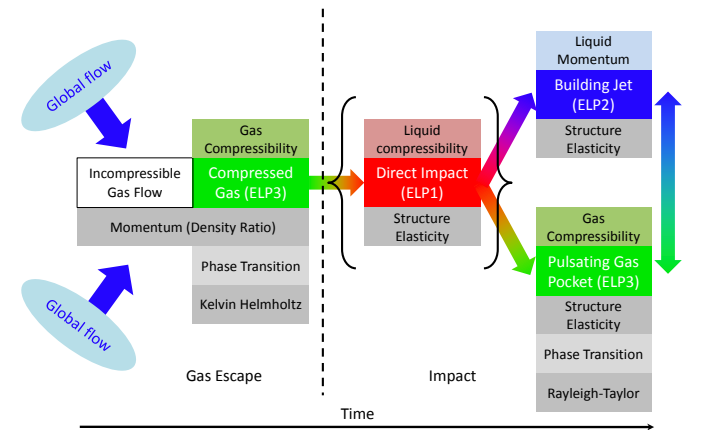 Global flow
Gas
Compressibility
Incompressible
Gas Flow
Compressed
Gas (ELP3)
Momentum (Density Ratio)
Phase Transition
Kelvin Helmholtz
Global flow
Gas Escape
Liquid
compressibility
Direct Impact
(ELP1)
Structure
Elasticity
Impact
Liquid
Momentum
Building Jet
(ELP2)
Structure
Elasticity
Gas
Compressibility
Pulsating Gas
Pocket (ELP3)
Structure
Elasticity
Phase Transition
Rayleigh-Taylor
Time